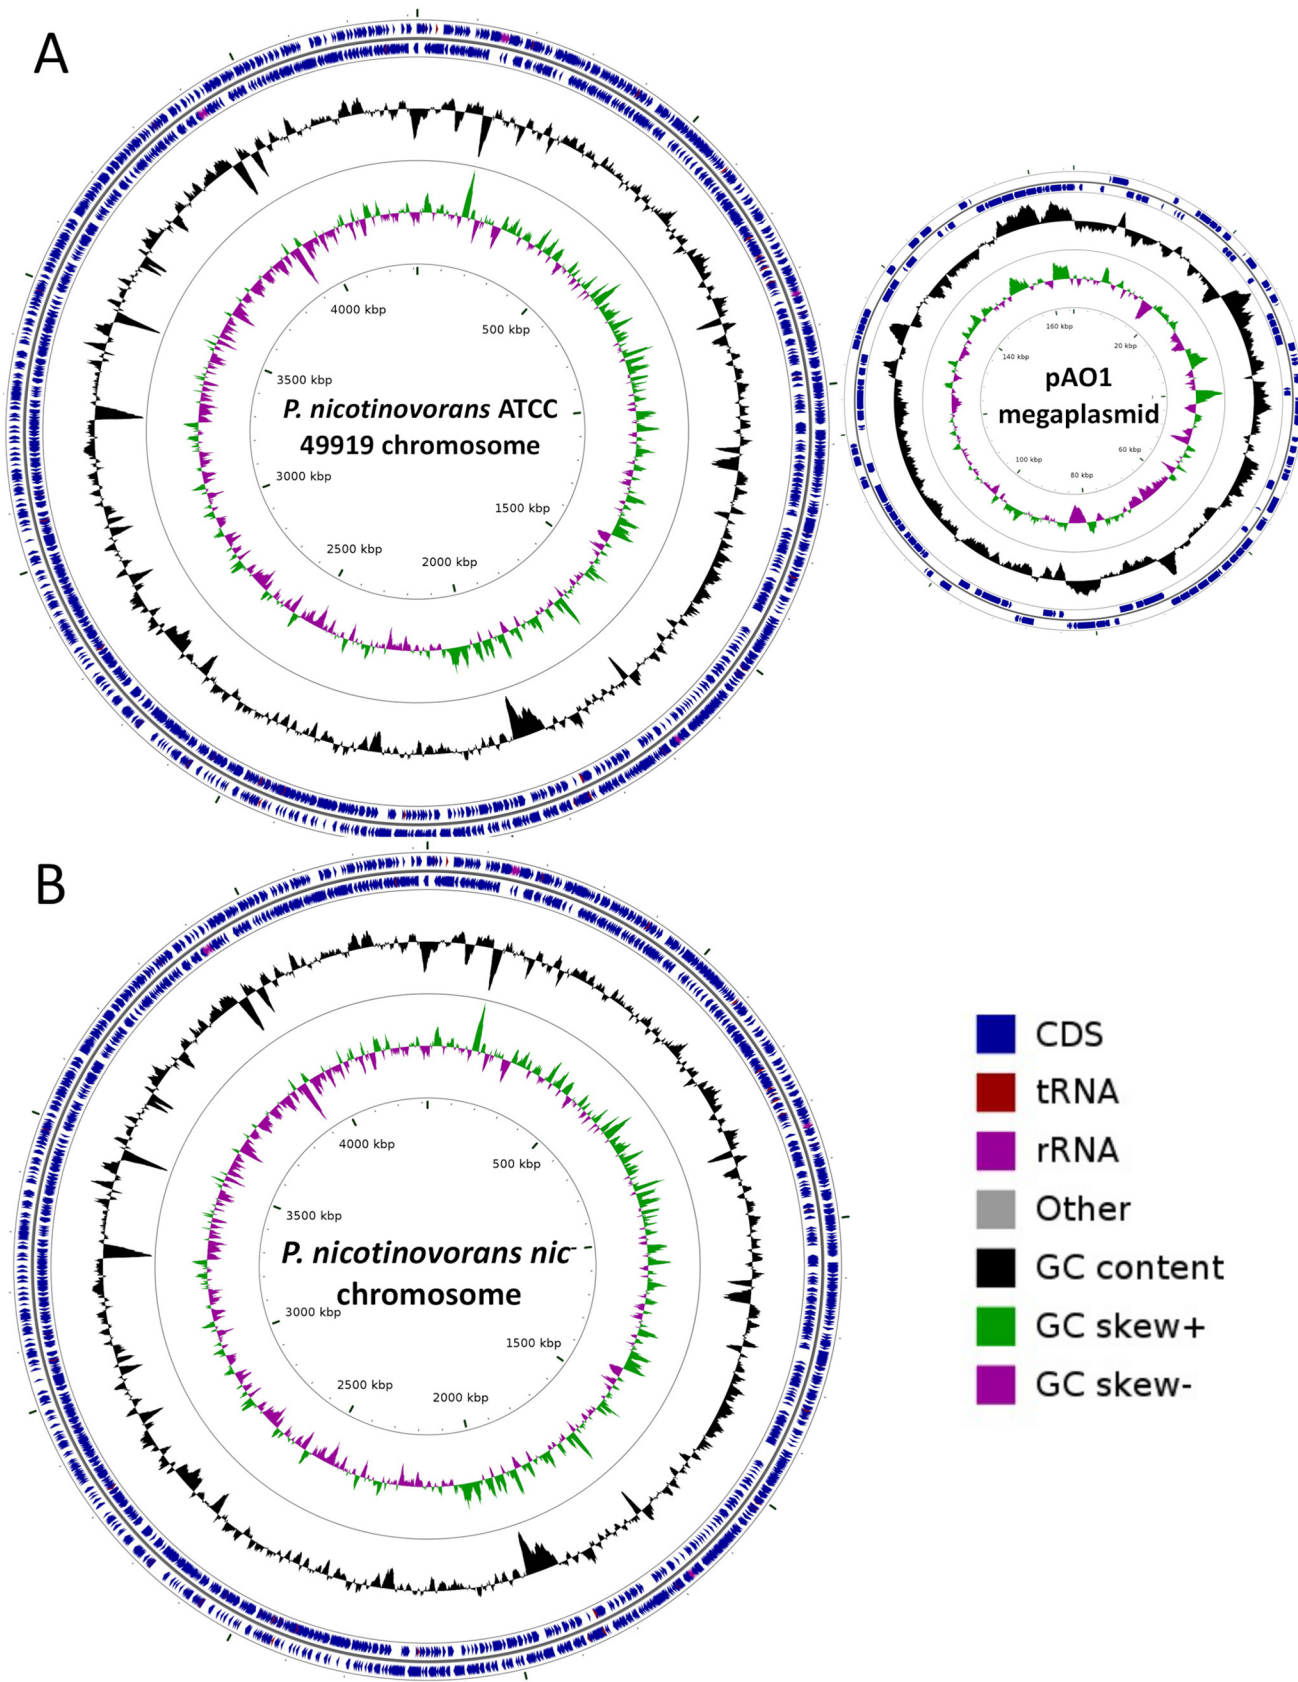 A
4000 kbp
500 kbp
3500 kbp
P. nicotinovorans ATCC
49919 chromosome
3000 kbp
1500 kbp
2500 kbp
2000 kbp
160 kbp
20 kbp
140 kbp
pAO1
megaplasmid
100 kbp
60 kbp
80 kbp
B
4000 kbp
500 kbp
3500 kbp
P. nicotinovorans nic-
chromosome
3000 kbp
1500 kbp
2500 kbp
2000 kbp
CDS
tRNA
rRNA
Other
GC content
GC skew+
GC skew-